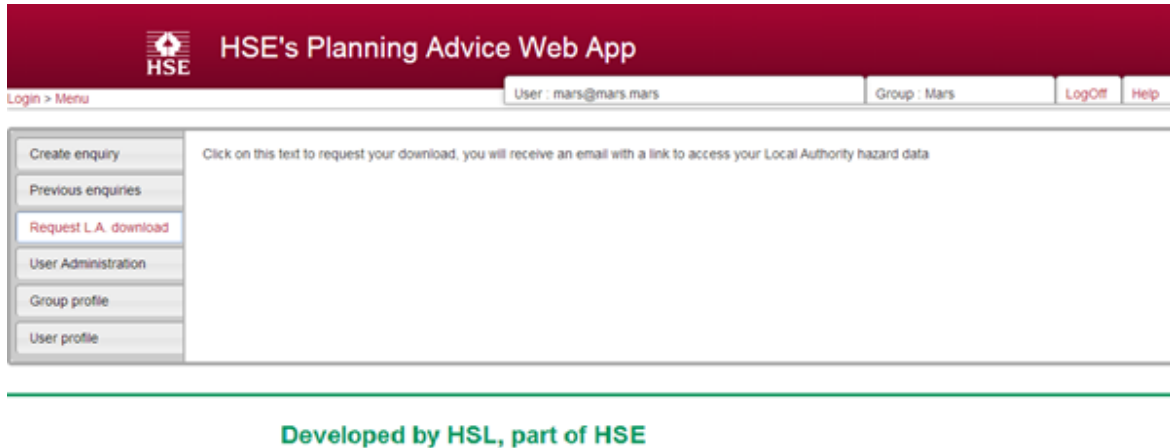 HSE
HSE's Planning Advice Web App
Login > Menu
User : mars@mars.mars
Group : Mars
LogOff
Help
Create enquiry
Click on this text to request your download, you will receive an email with a link to access your Local Authority hazard data
Previous enquiries
Request L.A. download
User Administration
Group profile
User profile
Developed by HSL, part of HSE